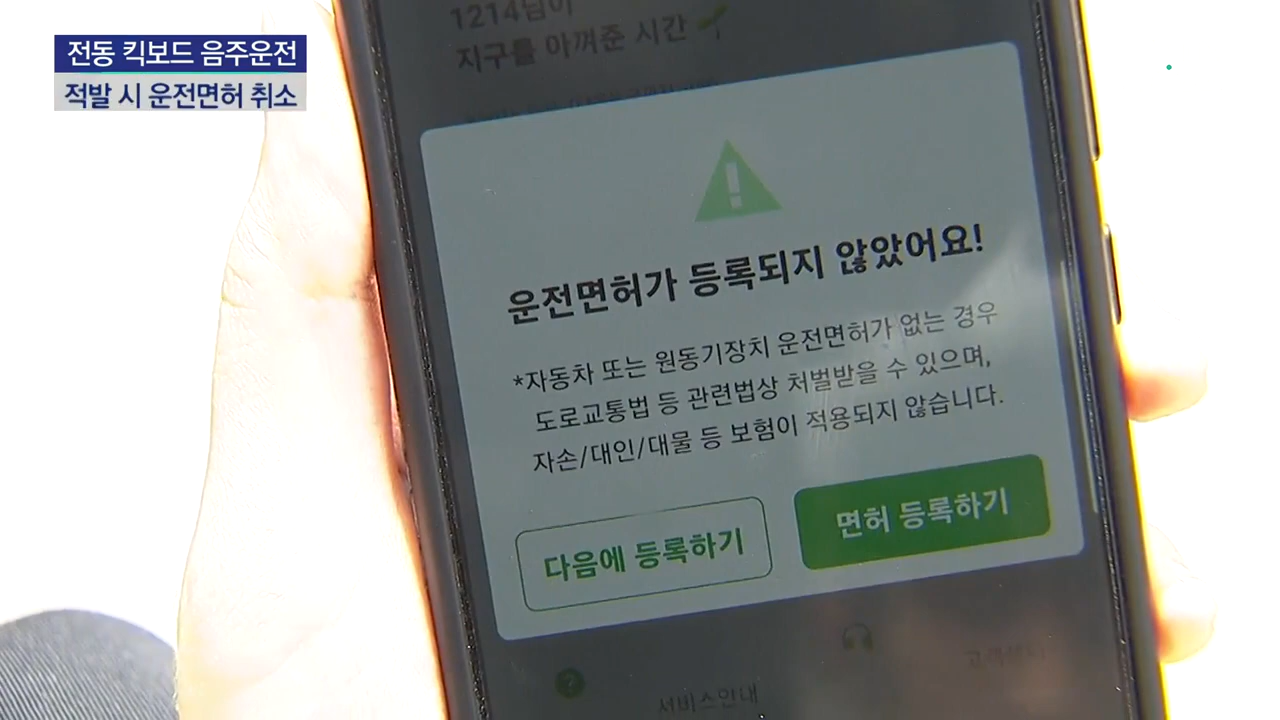 전동 킥보드 음주운전
적발 시 운전면허 취소
1214님이
지구를 아껴준 시간
운전면허가 등록되지 않았어요!
*자동차 또는 원동기장치 운전면허가 없는 경우
도로교통법 등 관련법상 처벌받을 수 있으며,
자손/대인/대물 등 보험이 적용되지 않습니다.
다음에 등록하기
면허 등록하기
서비스안내
고객센터